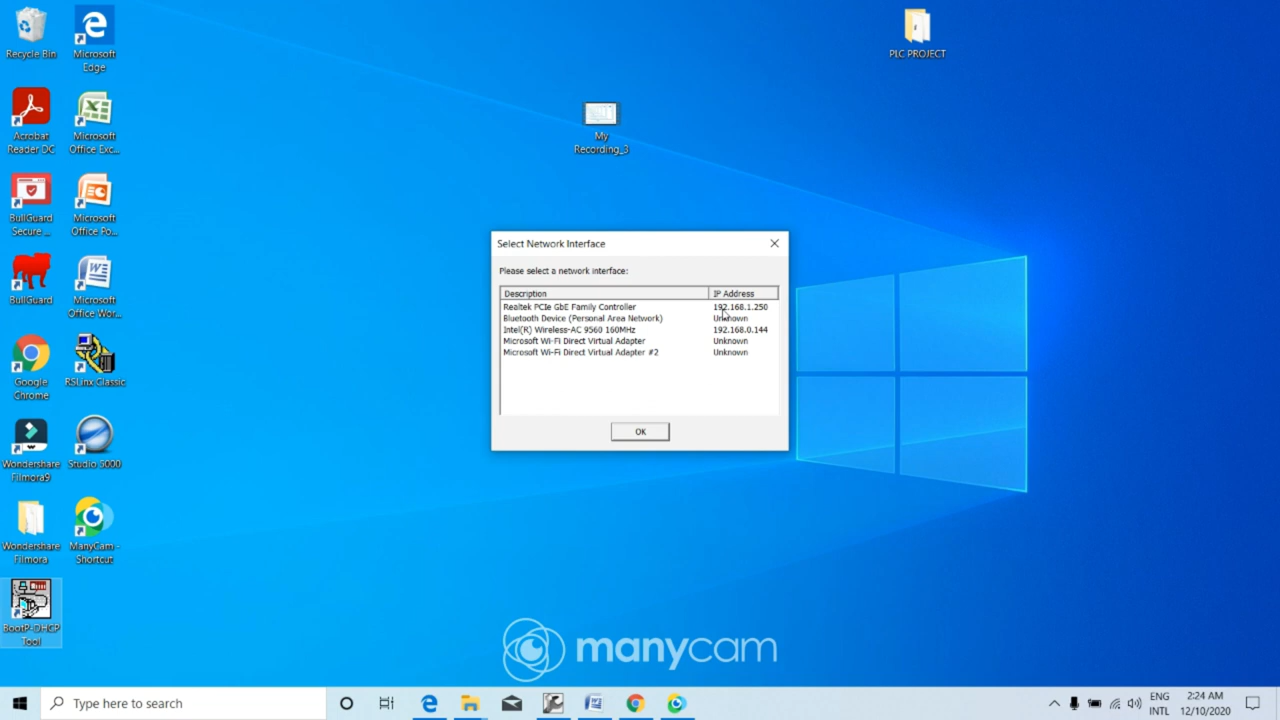 Recycle Bin
Microsoft
Edge
PLC PROJECT
Acrobat
Reader DC
Microsoft
Office Exc...
My
Recording_3
BullGuard
Secure ...
Microsoft
Office Po...
Select Network Interface
Please select a network interface:
Description IP Address
Realtek PCIe GbE Family Controller 192.168.1.250
Bluetooth Device (Personal Area Network) Unknown
Intel(R) Wireless-AC 9560 160MHz 192.168.0.144
Microsoft Wi-Fi Direct Virtual Adapter Unknown
Microsoft Wi-Fi Direct Virtual Adapter #2 Unknown
OK
BullGuard
Microsoft
Office Wor...
Google
Chrome
RSLinx Classic
Wondershare
Filmora9
Studio 5000
Wondershare
Filmora
ManyCam -
Shortcut
BootP-DHCP
Tool
manycam
Type here to search
ENG
INTL
2:24 AM
12/10/2020